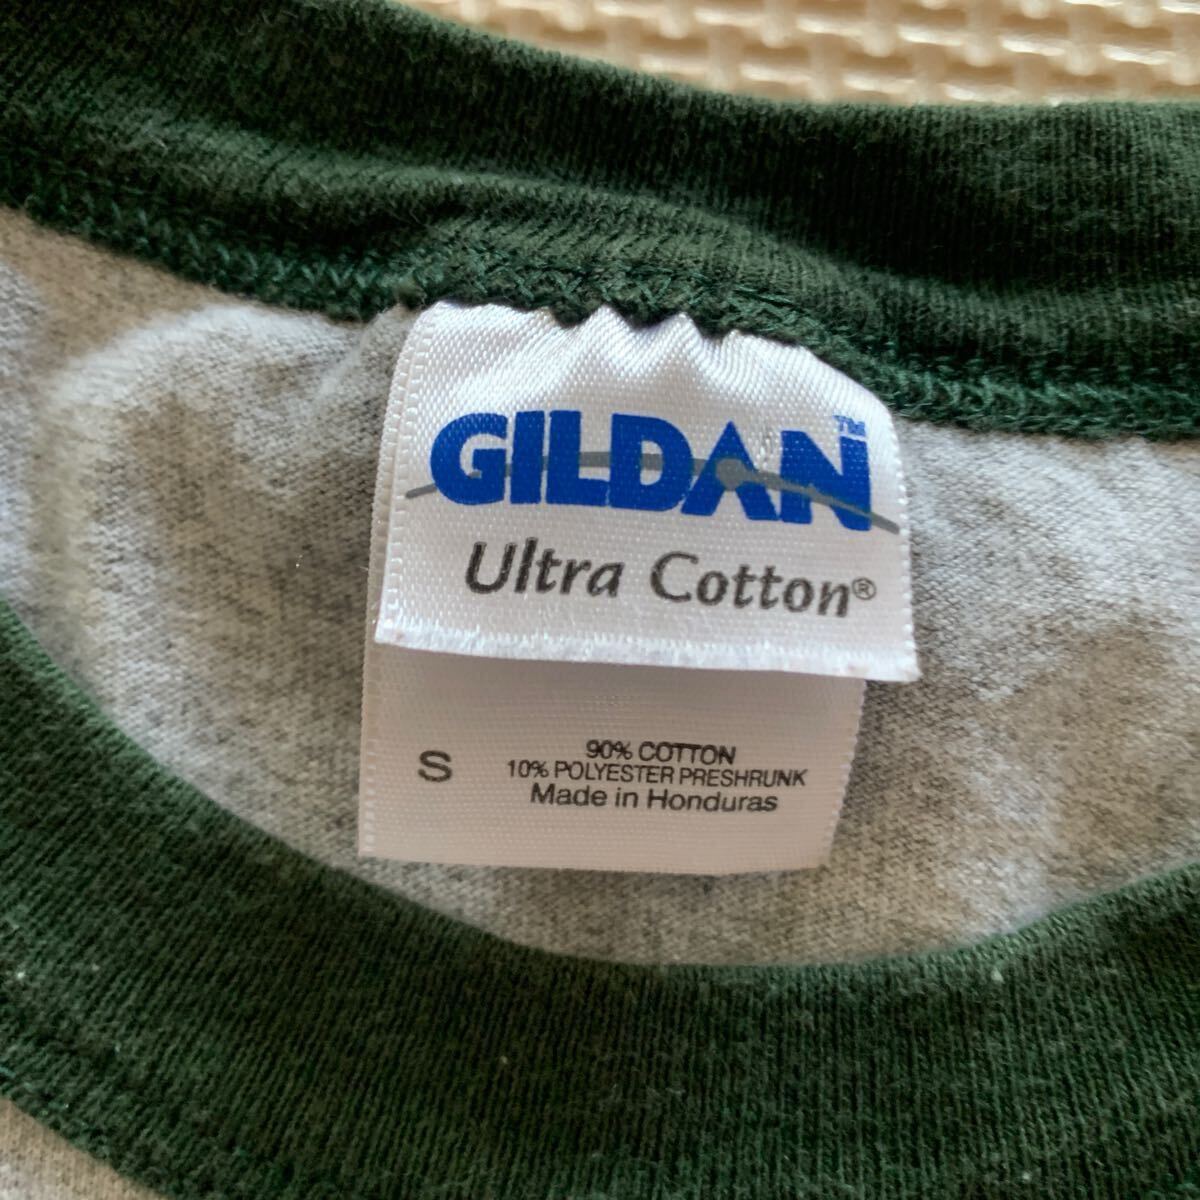 GILDAN™
Ultra Cotton®
S
90% COTTON
10% POLYESTER PRESHRUNK
Made in Honduras